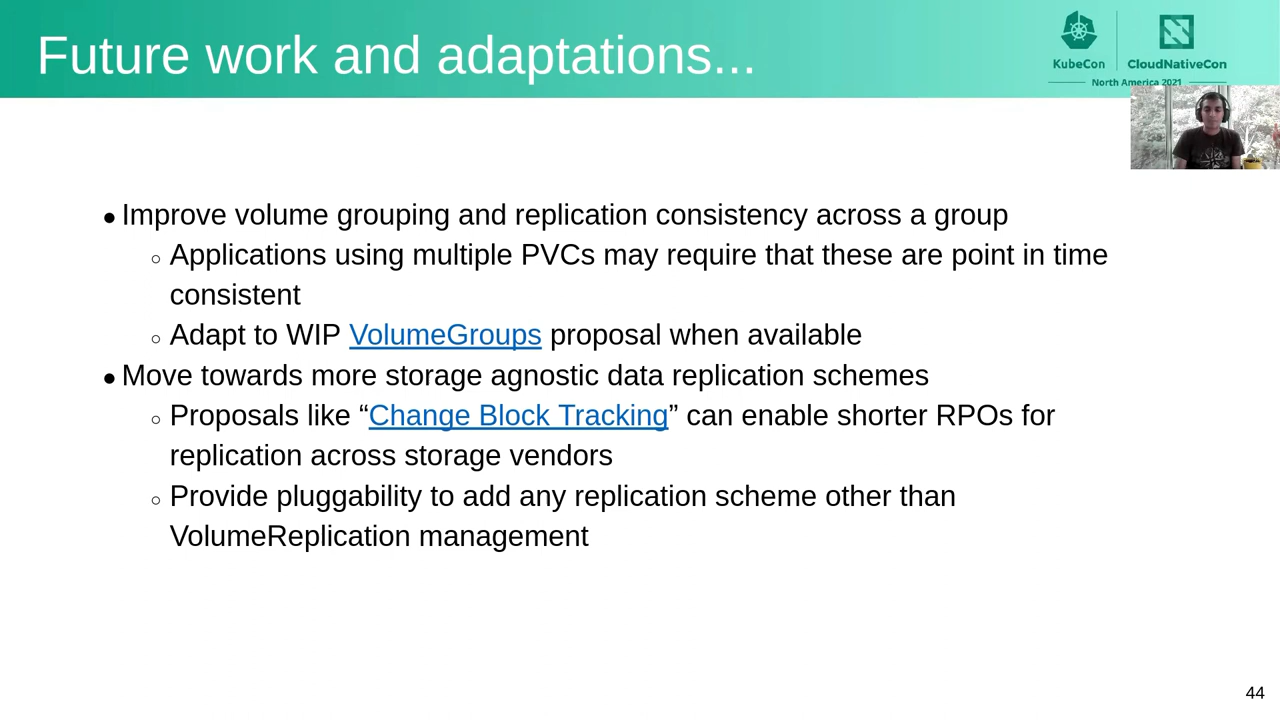 Future work and adaptations...
KubeCon
CloudNativeCon
North America 2021
● Improve volume grouping and replication consistency across a group
○ Applications using multiple PVCs may require that these are point in time
consistent
○ Adapt to WIP VolumeGroups proposal when available
● Move towards more storage agnostic data replication schemes
○ Proposals like “Change Block Tracking” can enable shorter RPOs for
replication across storage vendors
○ Provide pluggability to add any replication scheme other than
VolumeReplication management
44